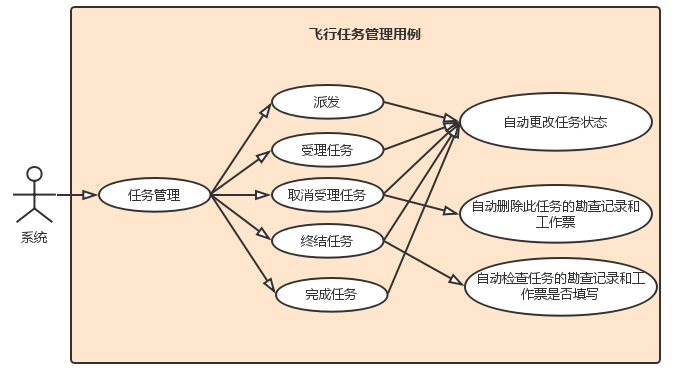 飞行任务管理用例
派发
自动更改任务状态
受理任务
任务管理
取消受理任务
自动删除此任务的勘查记录和
工作票
系统
终结任务
自动检查任务的勘查记录和工
作票是否填写
完成任务